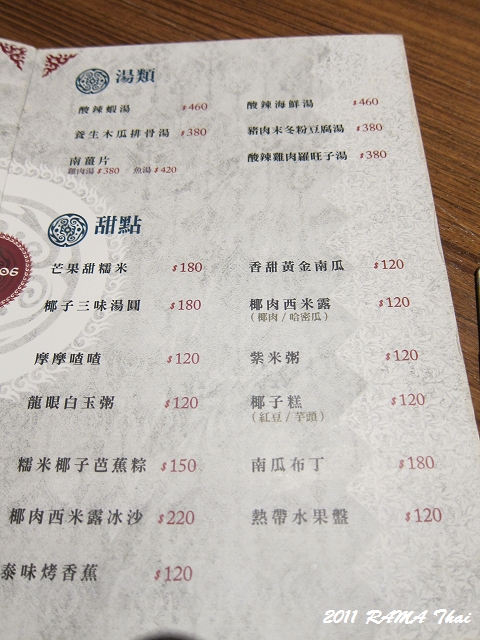 湯類
酸辣蝦湯 $460
酸辣海鮮湯 $460
養生木瓜排骨湯 $380
豬肉末冬粉豆腐湯 $380
南薑片
雞肉湯 $380 魚湯 $420
酸辣雞肉羅旺子湯 $380
甜點
芒果甜糯米 $180
香甜黃金南瓜 $120
椰子三味湯圓 $180
椰肉西米露 $120
(椰肉/哈密瓜)
摩摩喳喳 $120
紫米粥 $120
龍眼白玉粥 $120
椰子糕 $120
(紅豆/芋頭)
糯米椰子芭蕉粽 $150
南瓜布丁 $180
椰肉西米露冰沙 $220
熱帶水果盤 $120
泰味烤香蕉 $120
06
2011 RAMA Thai